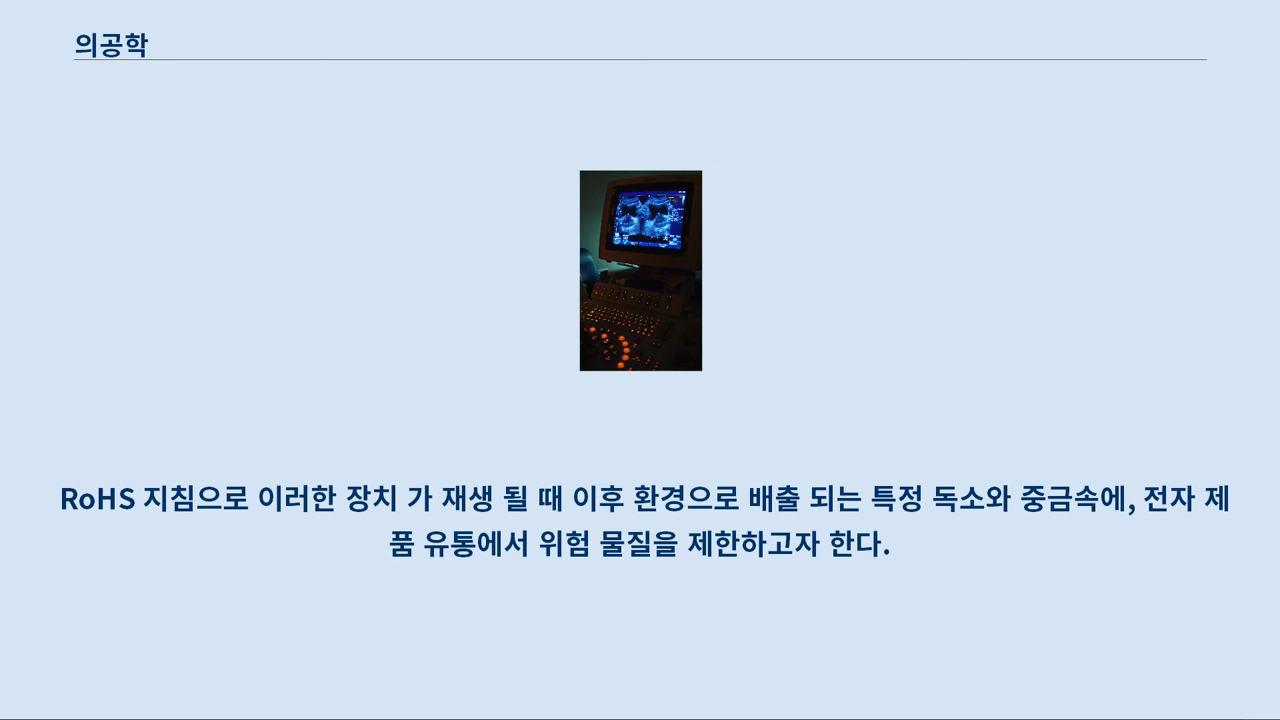 의공학
RoHS 지침으로 이러한 장치 가 재생 될 때 이후 환경으로 배출 되는 특정 독소와 중금속에, 전자 제
품 유통에서 위험 물질을 제한하고자 한다.